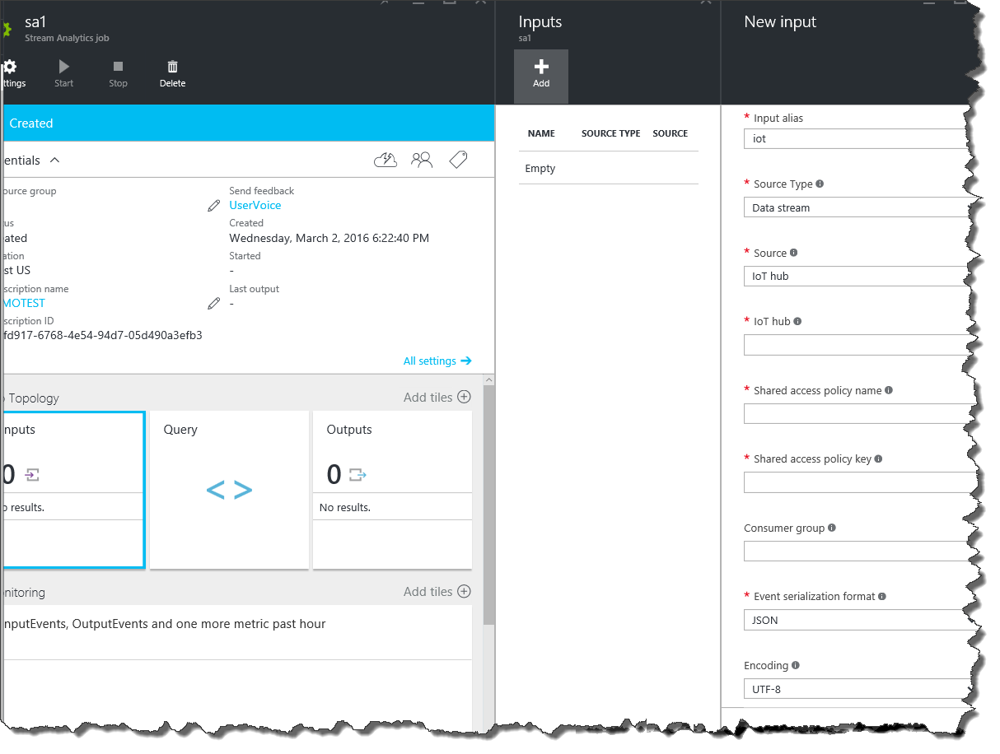 sa1
Stream Analytics job
ttings
Start
Stop
Delete
Created
entials
ource group
us
ated
ation
st US
scription name
MOTEST
scription ID
fd917-6768-4e54-94d7-05d490a3efb3
Send feedback
UserVoice
Created
Wednesday, March 2, 2016 6:22:40 PM
Started
-
Last output
-
All settings →
Topology
Add tiles
nputs
0
o results.
Query
< >
Outputs
0
No results.
nitoring
Add tiles
nputEvents, OutputEvents and one more metric past hour
Inputs
sa1
Add
NAME SOURCE TYPE SOURCE
Empty
New input
* Input alias
iot
* Source Type
Data stream
* Source
IoT hub
* IoT hub
* Shared access policy name
* Shared access policy key
Consumer group
* Event serialization format
JSON
Encoding
UTF-8